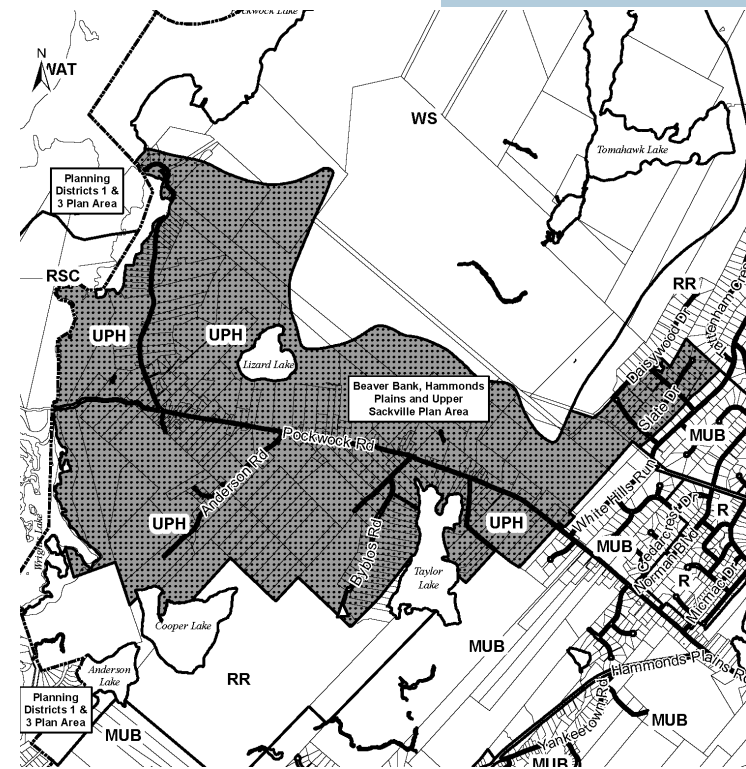 Pockwock Lake
N
WAT
WS
Tomahawk Lake
Planning
Districts 1 &
3 Plan Area
RSC
RR
UPH
UPH
Lizard Lake
Daisywood Dr
Beaver Bank, Hammonds
Plains and Upper
Sackville Plan Area
Slate Dr
Pockwock Rd
MUB
Anderson Rd
White Hills Run
UPH
UPH
Byblos Rd
Taylor
Lake
MUB
Cedarcrest Dr
Norman Blvd
R
R
Micmac Dr
Wright Lake
Cooper Lake
MUB
Anderson
Lake
RR
Hammonds Plains Rd
Yankeetown Rd
Planning
Districts 1 &
3 Plan Area
MUB
MUB
MUB